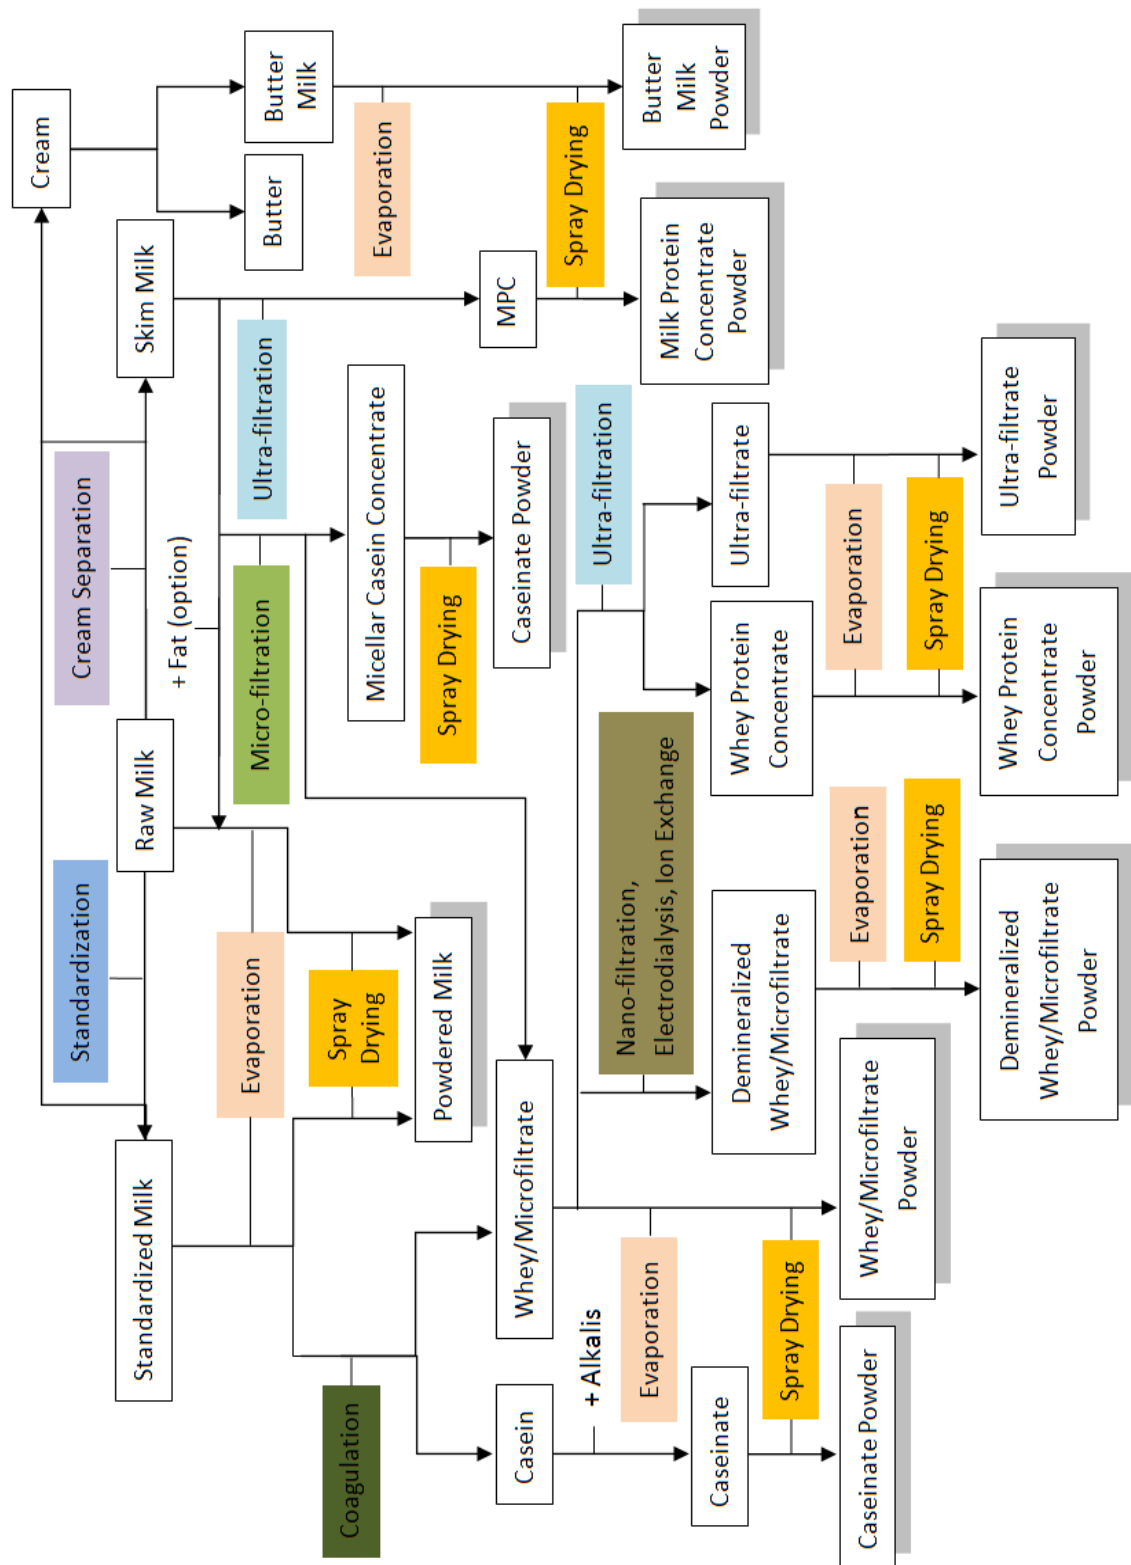 Cream
Standardization
Cream Separation
Standardized Milk
Raw Milk
Skim Milk
+ Fat (option)
Butter
Butter
Milk
Evaporation
Micro-filtration
Ultra-filtration
Evaporation
Coagulation
Spray
Drying
Micellar Casein Concentrate
Powdered Milk
Spray Drying
MPC
Spray Drying
Casein
Whey/Microfiltrate
Caseinate Powder
Butter
Milk
Powder
Milk Protein
Concentrate
Powder
+ Alkalis
Evaporation
Nano-filtration,
Electrodialysis, Ion Exchange
Ultra-filtration
Caseinate
Demineralized
Whey/Microfiltrate
Whey Protein
Concentrate
Ultra-filtrate
Spray Drying
Evaporation
Evaporation
Caseinate Powder
Whey/Microfiltrate
Powder
Spray Drying
Spray Drying
Demineralized
Whey/Microfiltrate
Powder
Whey Protein
Concentrate
Powder
Ultra-filtrate
Powder